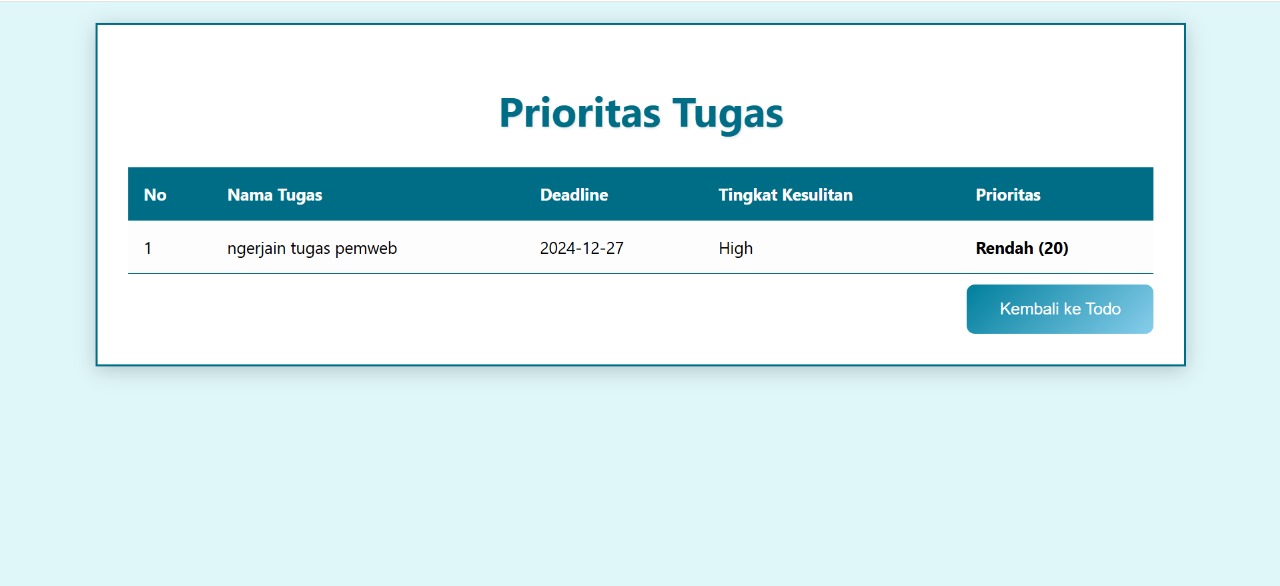 Prioritas Tugas
No Nama Tugas Deadline Tingkat Kesulitan Prioritas
1 ngerjain tugas pemweb 2024-12-27 High Rendah (20)
Kembali ke Todo